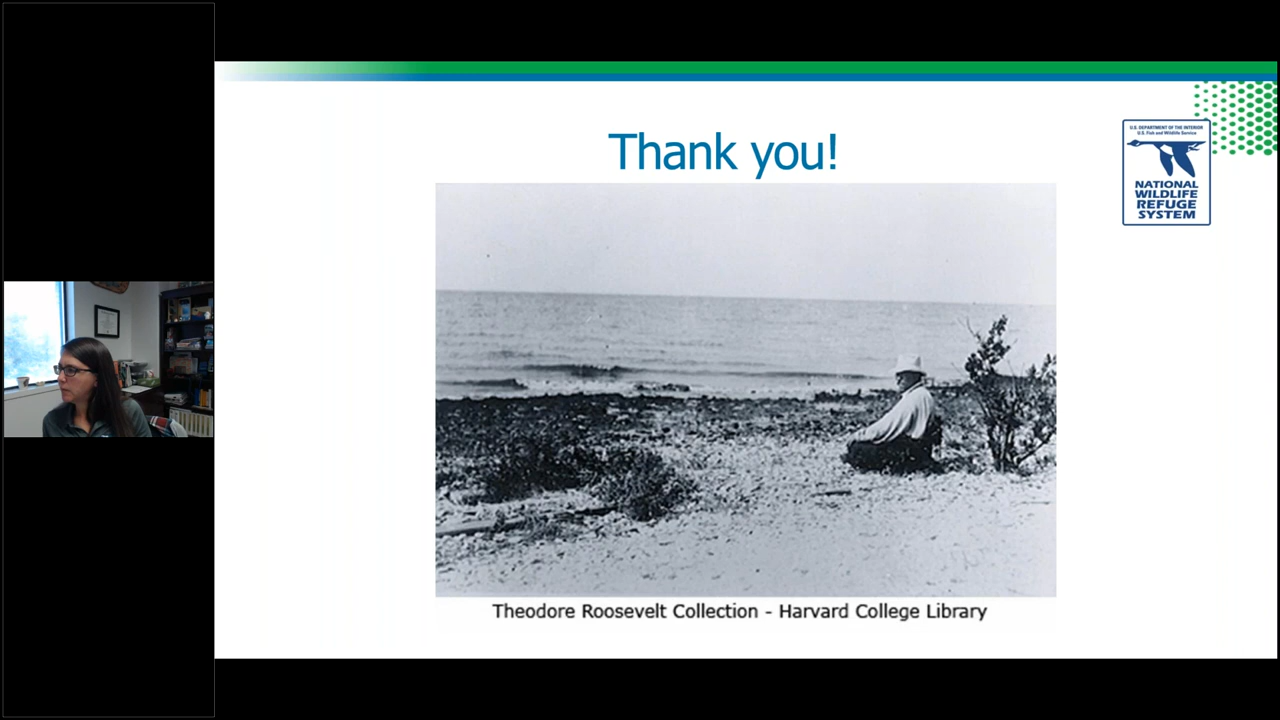 Thank you!
U.S. DEPARTMENT OF THE INTERIOR
U.S. Fish and Wildlife Service
NATIONAL
WILDLIFE
REFUGE
SYSTEM
Theodore Roosevelt Collection - Harvard College Library